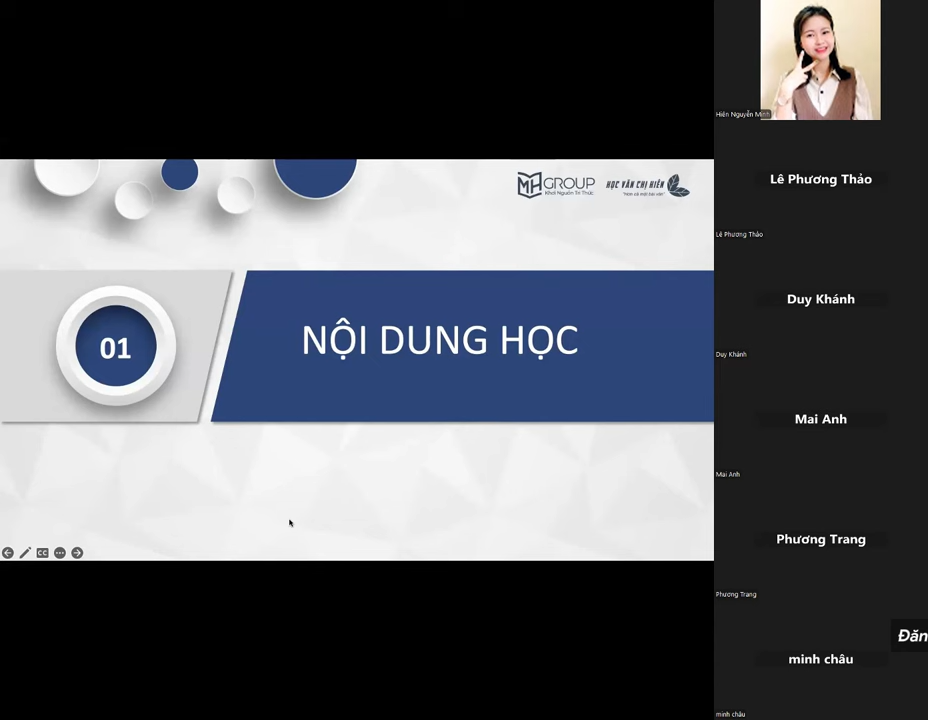 Hiên Nguyễn Minh
Lê Phương Thảo
Lê Phương Thảo
MH GROUP
Khơi Nguồn Tri Thức
HỌC VĂN CHỊ HIÊN
01
NỘI DUNG HỌC
Duy Khánh
Duy Khánh
Mai Anh
Mai Anh
Phương Trang
CC
Phương Trang
Đăn
minh châu
minh châu